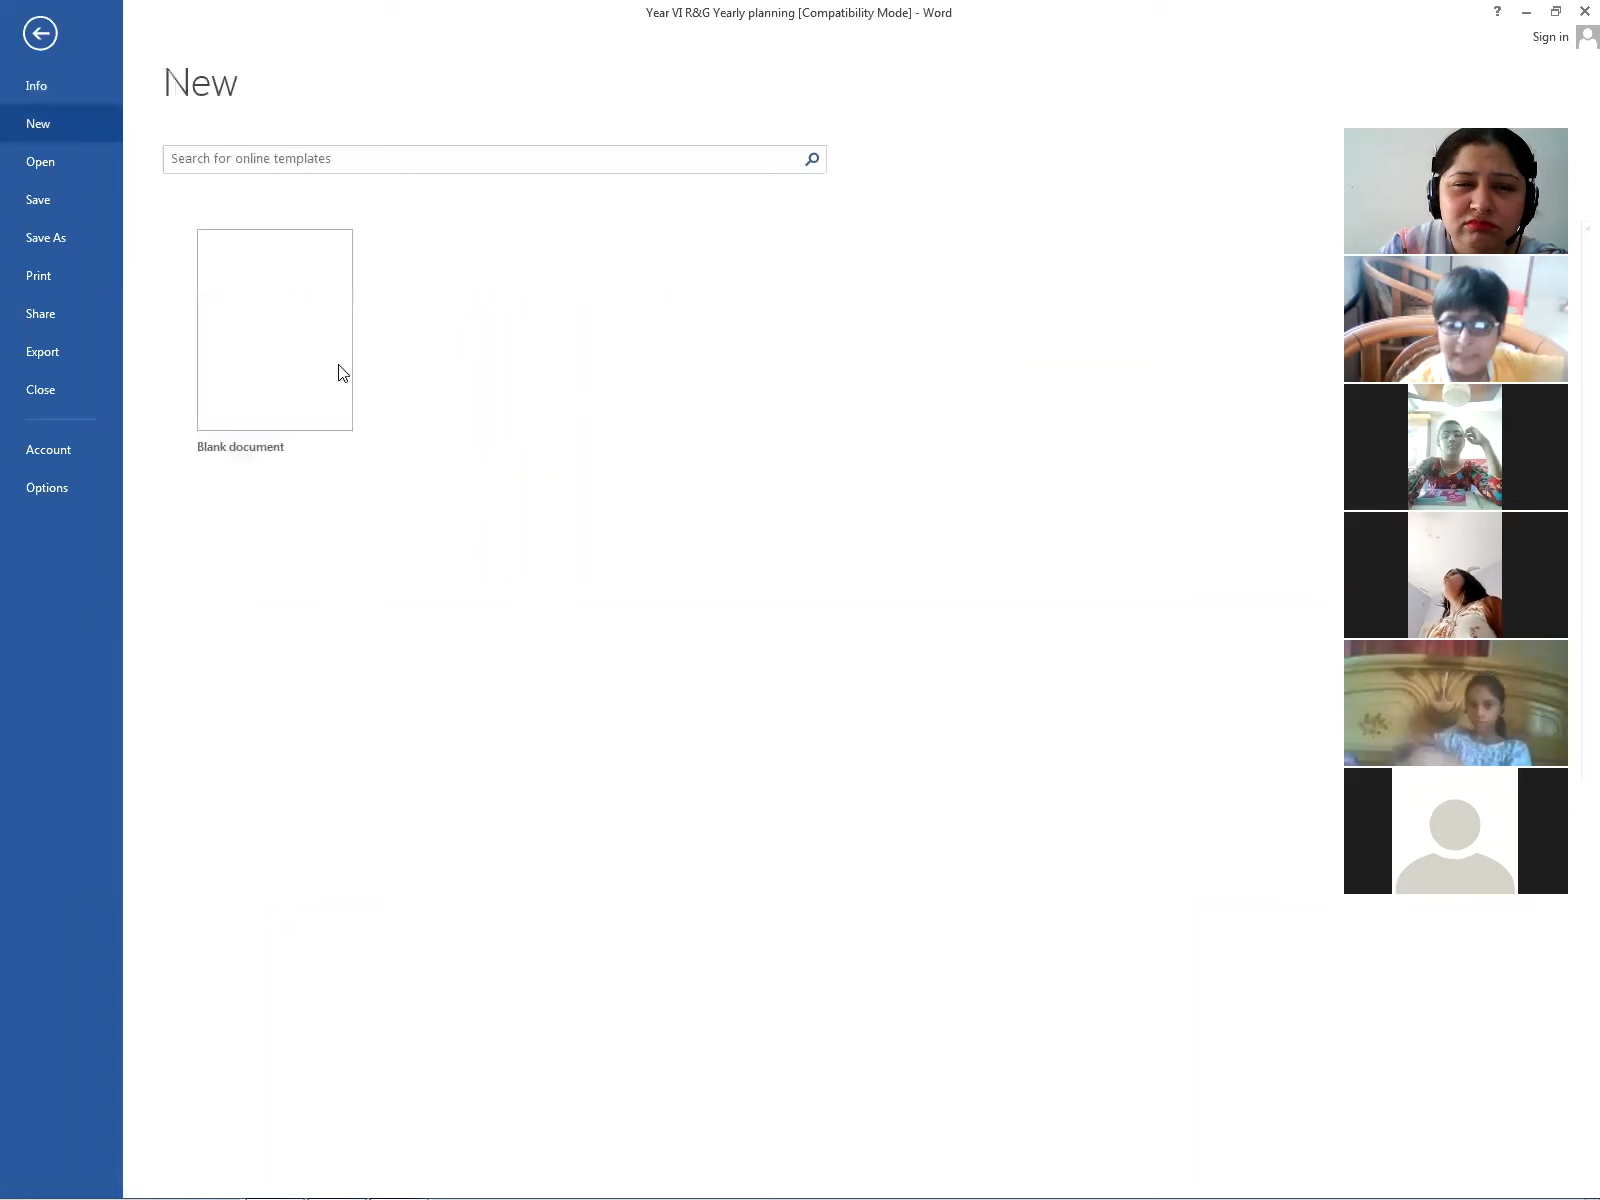 Year VI R&G Yearly planning [Compatibility Mode] - Word
?
Sign in
Info
New
Open
Save
Save As
Print
Share
Export
Close
Account
Options
New
Search for online templates
Blank document